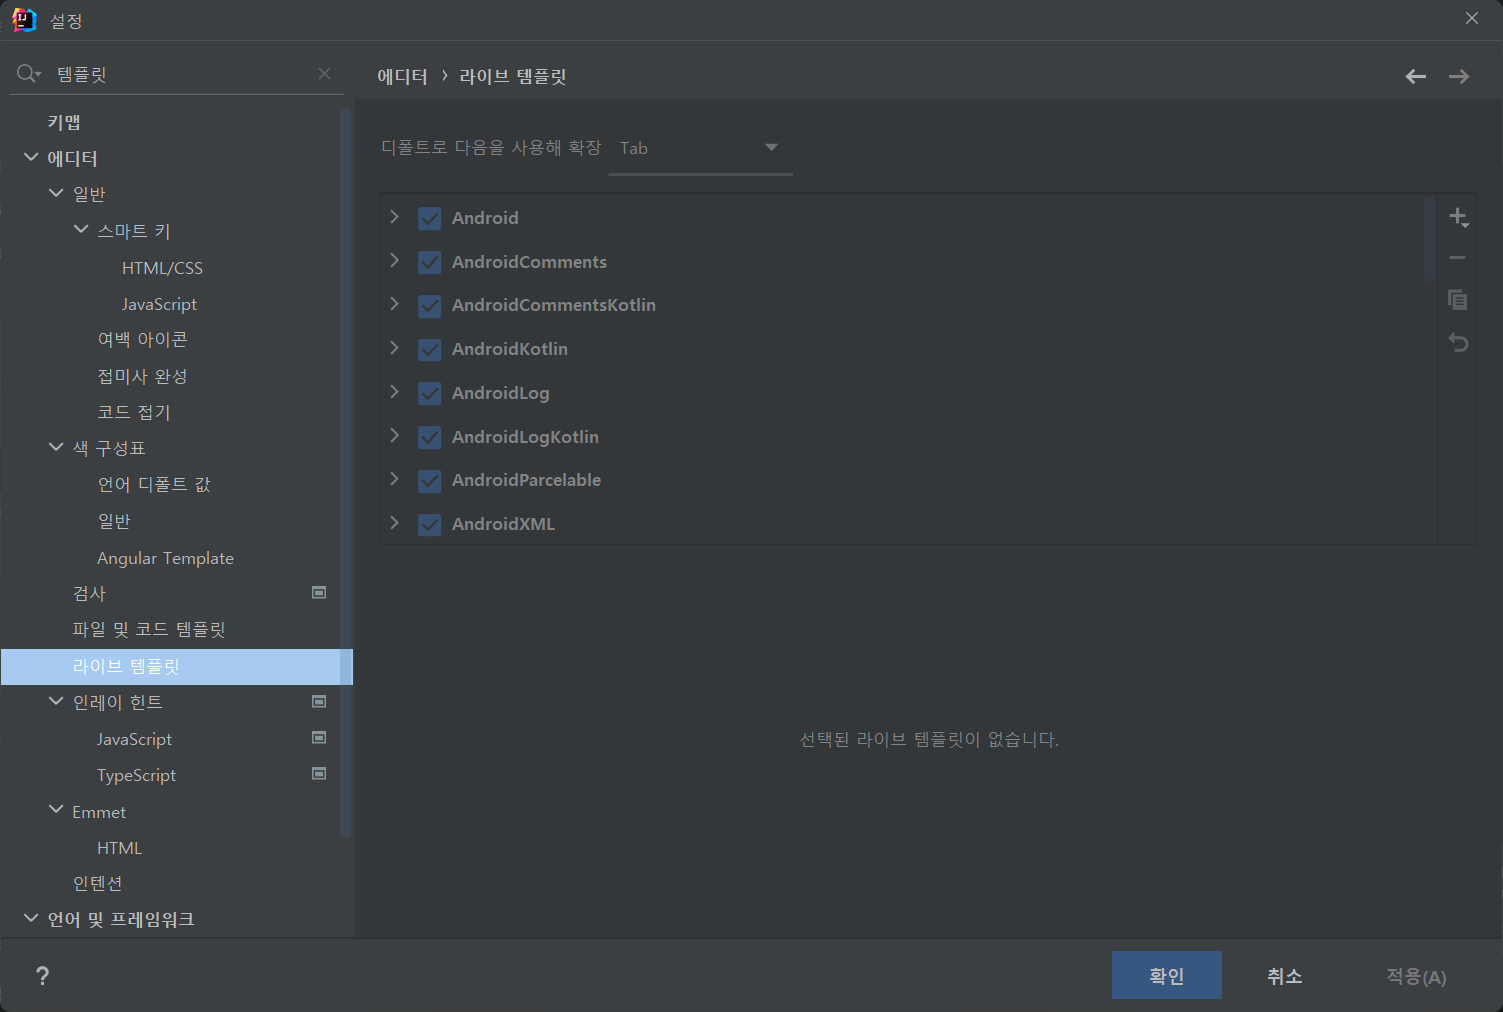 설정
템플릿
키맵
에디터
일반
스마트 키
HTML/CSS
JavaScript
여백 아이콘
접미사 완성
코드 접기
색 구성표
언어 디폴트 값
일반
Angular Template
검사
파일 및 코드 템플릿
라이브 템플릿
인레이 힌트
JavaScript
TypeScript
Emmet
HTML
인텐션
언어 및 프레임워크
에디터 › 라이브 템플릿
디폴트로 다음을 사용해 확장 Tab
Android
AndroidComments
AndroidCommentsKotlin
AndroidKotlin
AndroidLog
AndroidLogKotlin
AndroidParcelable
AndroidXML
선택된 라이브 템플릿이 없습니다.
?
확인 취소 적용(A)